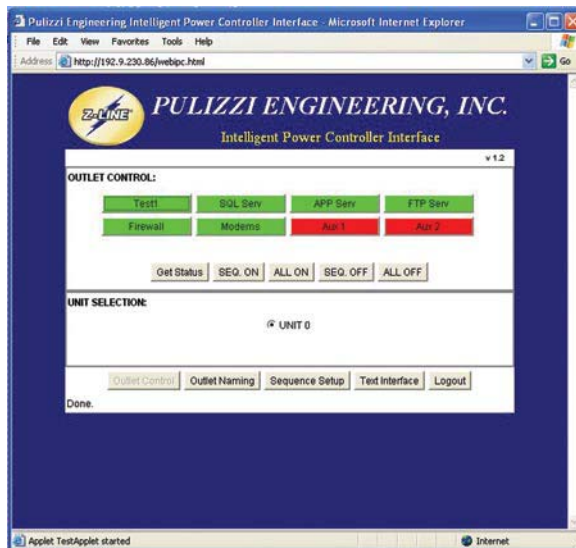 Pulizzi Engineering Intelligent Power Controller Interface - Microsoft Internet Explorer
File Edit View Favorites Tools Help
Address http://192.9.230.86/webipc.html Go
Z-LINE
PULIZZI ENGINEERING, INC.
Intelligent Power Controller Interface
v 1.2
OUTLET CONTROL:
Test1 SQL Serv APP Serv FTP Serv
Firewall Modems Aux 1 Aux 2
Get Status SEQ. ON ALL ON SEQ. OFF ALL OFF
UNIT SELECTION:
UNIT 0
Outlet Control Outlet Naming Sequence Setup Text Interface Logout
Done.
Applet TestApplet started Internet